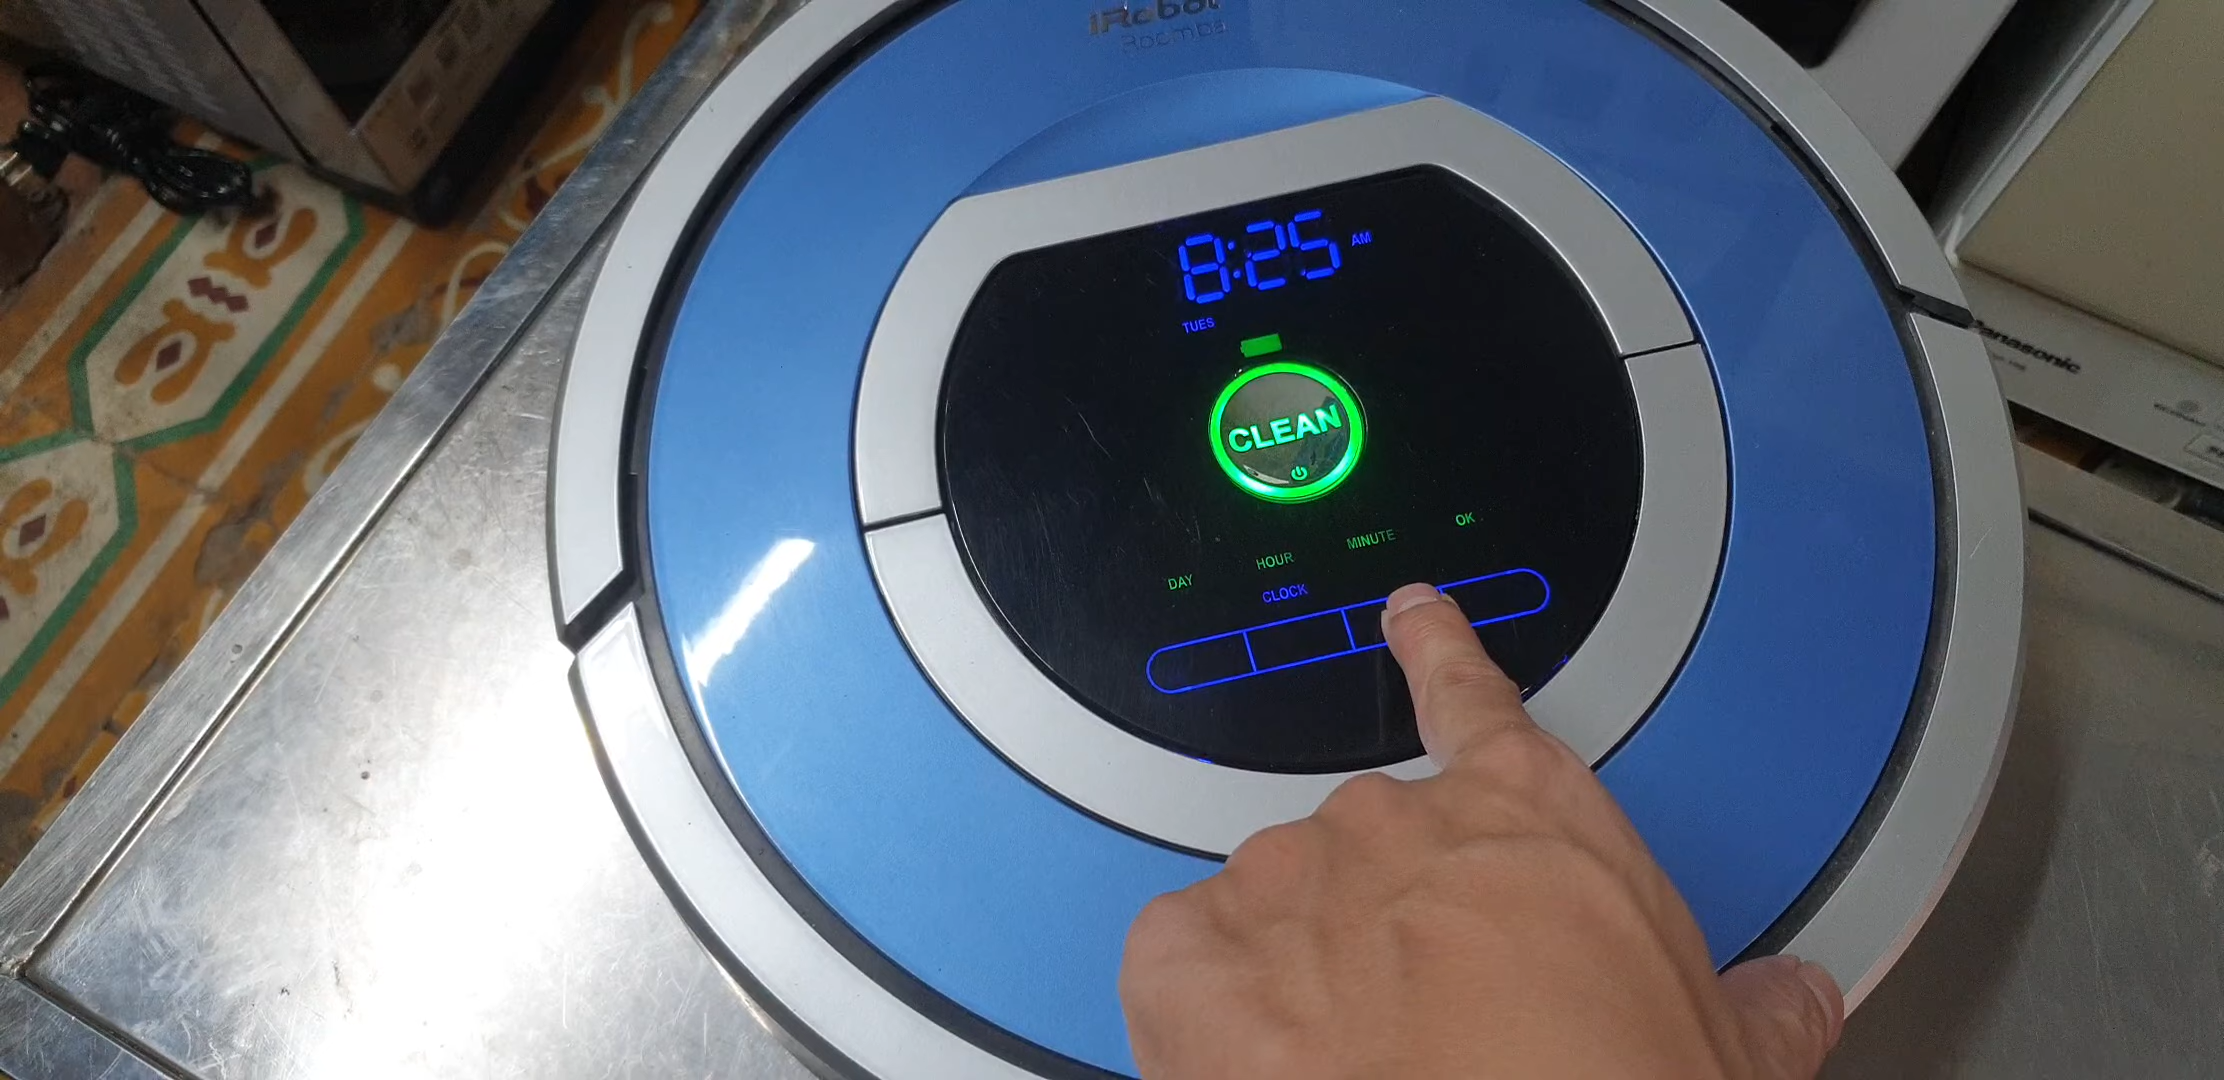 iRobot
Roomba
8:25 AM
TUES
CLEAN
DAY HOUR MINUTE OK
CLOCK
Panasonic